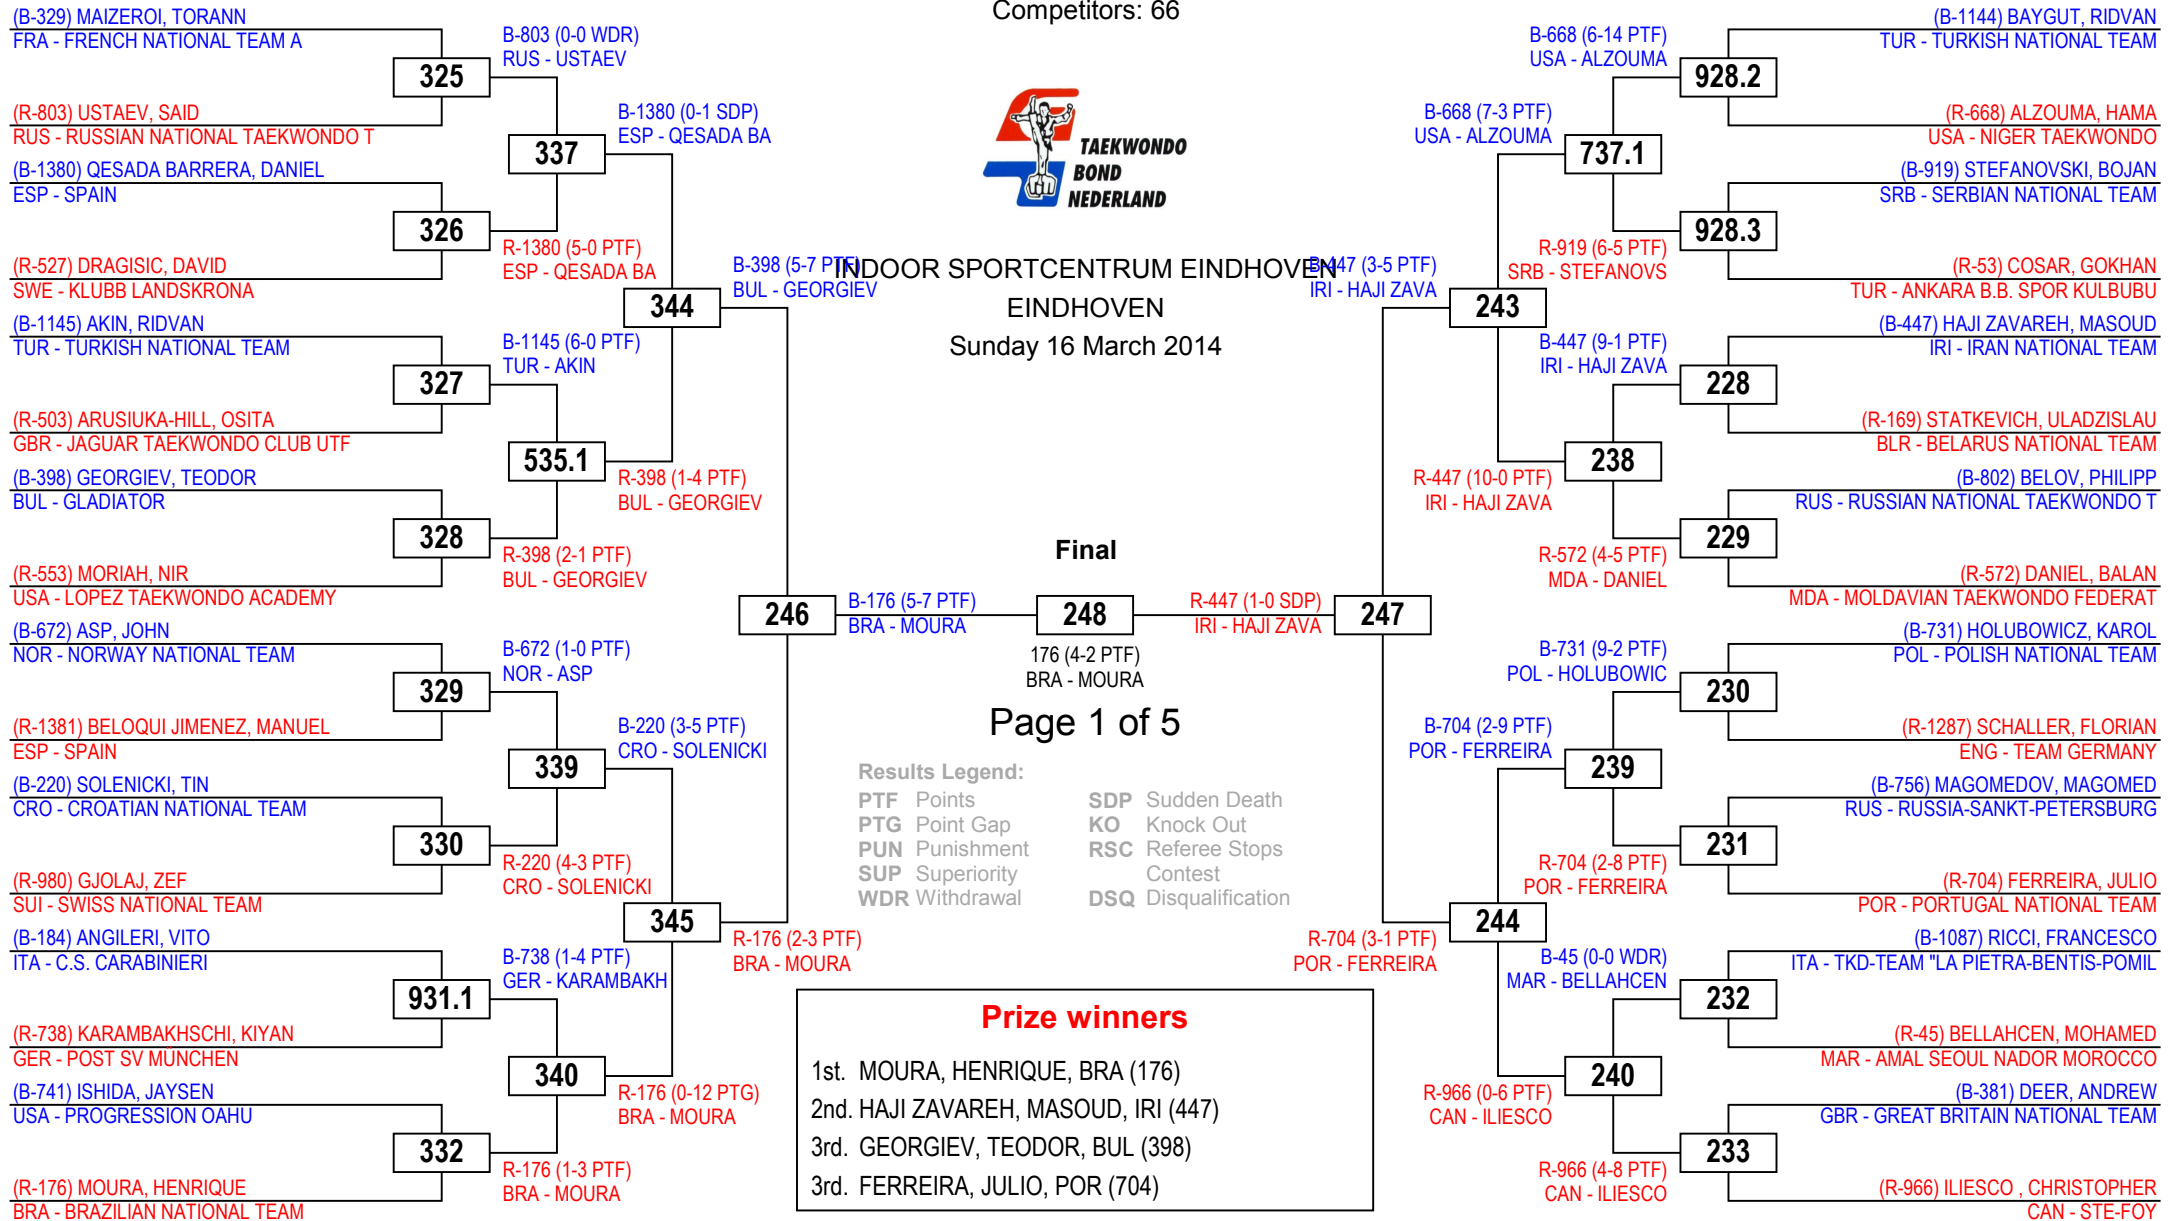 Competitors: 66
(B-329) MAIZEROI, TORANN
FRA - FRENCH NATIONAL TEAM A
325
(R-803) USTAEV, SAID
RUS - RUSSIAN NATIONAL TAEKWONDO T
(B-1380) QESADA BARRERA, DANIEL
ESP - SPAIN
326
(R-527) DRAGISIC, DAVID
SWE - KLUBB LANDSKRONA
(B-1145) AKIN, RIDVAN
TUR - TURKISH NATIONAL TEAM
327
(R-503) ARUSIUKA-HILL, OSITA
GBR - JAGUAR TAEKWONDO CLUB UTF
(B-398) GEORGIEV, TEODOR
BUL - GLADIATOR
328
(R-553) MORIAH, NIR
USA - LOPEZ TAEKWONDO ACADEMY
(B-672) ASP, JOHN
NOR - NORWAY NATIONAL TEAM
329
(R-1381) BELOQUI JIMENEZ, MANUEL
ESP - SPAIN
(B-220) SOLENICKI, TIN
CRO - CROATIAN NATIONAL TEAM
330
(R-980) GJOLAJ, ZEF
SUI - SWISS NATIONAL TEAM
(B-184) ANGILERI, VITO
ITA - C.S. CARABINIERI
931.1
(R-738) KARAMBAKHSCHI, KIYAN
GER - POST SV MÜNCHEN
(B-741) ISHIDA, JAYSEN
USA - PROGRESSION OAHU
332
(R-176) MOURA, HENRIQUE
BRA - BRAZILIAN NATIONAL TEAM
B-803 (0-0 WDR)
RUS - USTAEV
337
R-1380 (5-0 PTF)
ESP - QESADA BA
B-1145 (6-0 PTF)
TUR - AKIN
535.1
R-398 (2-1 PTF)
BUL - GEORGIEV
B-672 (1-0 PTF)
NOR - ASP
339
R-220 (4-3 PTF)
CRO - SOLENICKI
B-738 (1-4 PTF)
GER - KARAMBAKH
340
R-176 (1-3 PTF)
BRA - MOURA
B-1380 (0-1 SDP)
ESP - QESADA BA
344
R-398 (1-4 PTF)
BUL - GEORGIEV
B-220 (3-5 PTF)
CRO - SOLENICKI
345
R-176 (0-12 PTG)
BRA - MOURA
B-398 (5-7 PTF)
BUL - GEORGIEV
246
R-176 (2-3 PTF)
BRA - MOURA
TAEKWONDO
BOND
NEDERLAND
INDOOR SPORTCENTRUM EINDHOVEN
EINDHOVEN
Sunday 16 March 2014
Final
B-176 (5-7 PTF)
BRA - MOURA
248
R-447 (1-0 SDP)
IRI - HAJI ZAVA
176 (4-2 PTF)
BRA - MOURA
Page 1 of 5
Results Legend:
PTF Points
PTG Point Gap
PUN Punishment
SUP Superiority
WDR Withdrawal
SDP Sudden Death
KO Knock Out
RSC Referee Stops
Contest
DSQ Disqualification
Prize winners
1st. MOURA, HENRIQUE, BRA (176)
2nd. HAJI ZAVAREH, MASOUD, IRI (447)
3rd. GEORGIEV, TEODOR, BUL (398)
3rd. FERREIRA, JULIO, POR (704)
B-447 (3-5 PTF)
IRI - HAJI ZAVA
247
R-704 (3-1 PTF)
POR - FERREIRA
B-668 (7-3 PTF)
USA - ALZOUMA
243
R-447 (10-0 PTF)
IRI - HAJI ZAVA
B-704 (2-9 PTF)
POR - FERREIRA
244
R-966 (0-6 PTF)
CAN - ILIESCO
B-668 (6-14 PTF)
USA - ALZOUMA
737.1
R-919 (6-5 PTF)
SRB - STEFANOVS
B-447 (9-1 PTF)
IRI - HAJI ZAVA
238
R-572 (4-5 PTF)
MDA - DANIEL
B-731 (9-2 PTF)
POL - HOLUBOWIC
239
R-704 (2-8 PTF)
POR - FERREIRA
B-45 (0-0 WDR)
MAR - BELLAHCEN
240
R-966 (4-8 PTF)
CAN - ILIESCO
(B-1144) BAYGUT, RIDVAN
TUR - TURKISH NATIONAL TEAM
928.2
(R-668) ALZOUMA, HAMA
USA - NIGER TAEKWONDO
(B-919) STEFANOVSKI, BOJAN
SRB - SERBIAN NATIONAL TEAM
928.3
(R-53) COSAR, GOKHAN
TUR - ANKARA B.B. SPOR KULBUBU
(B-447) HAJI ZAVAREH, MASOUD
IRI - IRAN NATIONAL TEAM
228
(R-169) STATKEVICH, ULADZISLAU
BLR - BELARUS NATIONAL TEAM
(B-802) BELOV, PHILIPP
RUS - RUSSIAN NATIONAL TAEKWONDO T
229
(R-572) DANIEL, BALAN
MDA - MOLDAVIAN TAEKWONDO FEDERAT
(B-731) HOLUBOWICZ, KAROL
POL - POLISH NATIONAL TEAM
230
(R-1287) SCHALLER, FLORIAN
ENG - TEAM GERMANY
(B-756) MAGOMEDOV, MAGOMED
RUS - RUSSIA-SANKT-PETERSBURG
231
(R-704) FERREIRA, JULIO
POR - PORTUGAL NATIONAL TEAM
(B-1087) RICCI, FRANCESCO
ITA - TKD-TEAM "LA PIETRA-BENTIS-POMIL
232
(R-45) BELLAHCEN, MOHAMED
MAR - AMAL SEOUL NADOR MOROCCO
(B-381) DEER, ANDREW
GBR - GREAT BRITAIN NATIONAL TEAM
233
(R-966) ILIESCO , CHRISTOPHER
CAN - STE-FOY